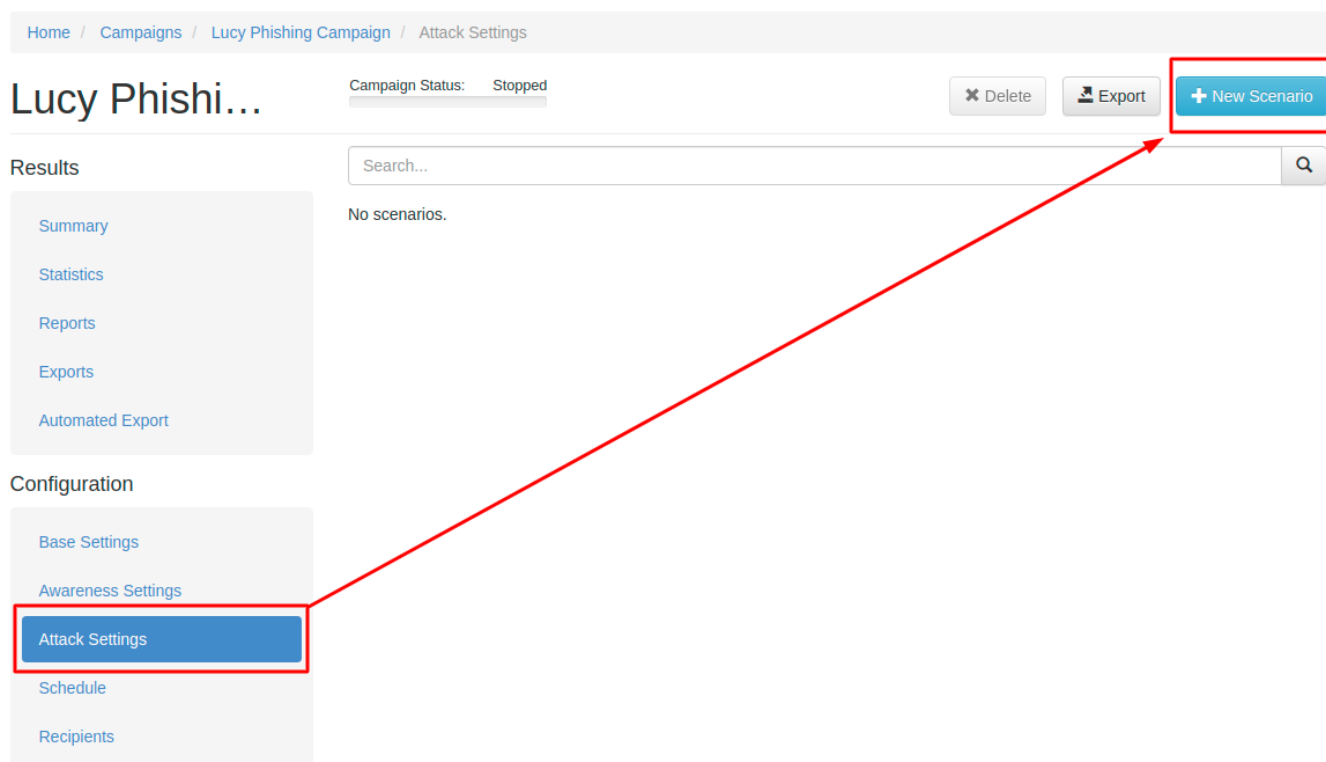 Home / Campaigns / Lucy Phishing Campaign / Attack Settings
Lucy Phishi...
Campaign Status: Stopped
Delete
Export
New Scenario
Results
Search...
No scenarios.
Summary
Statistics
Reports
Exports
Automated Export
Configuration
Base Settings
Awareness Settings
Attack Settings
Schedule
Recipients